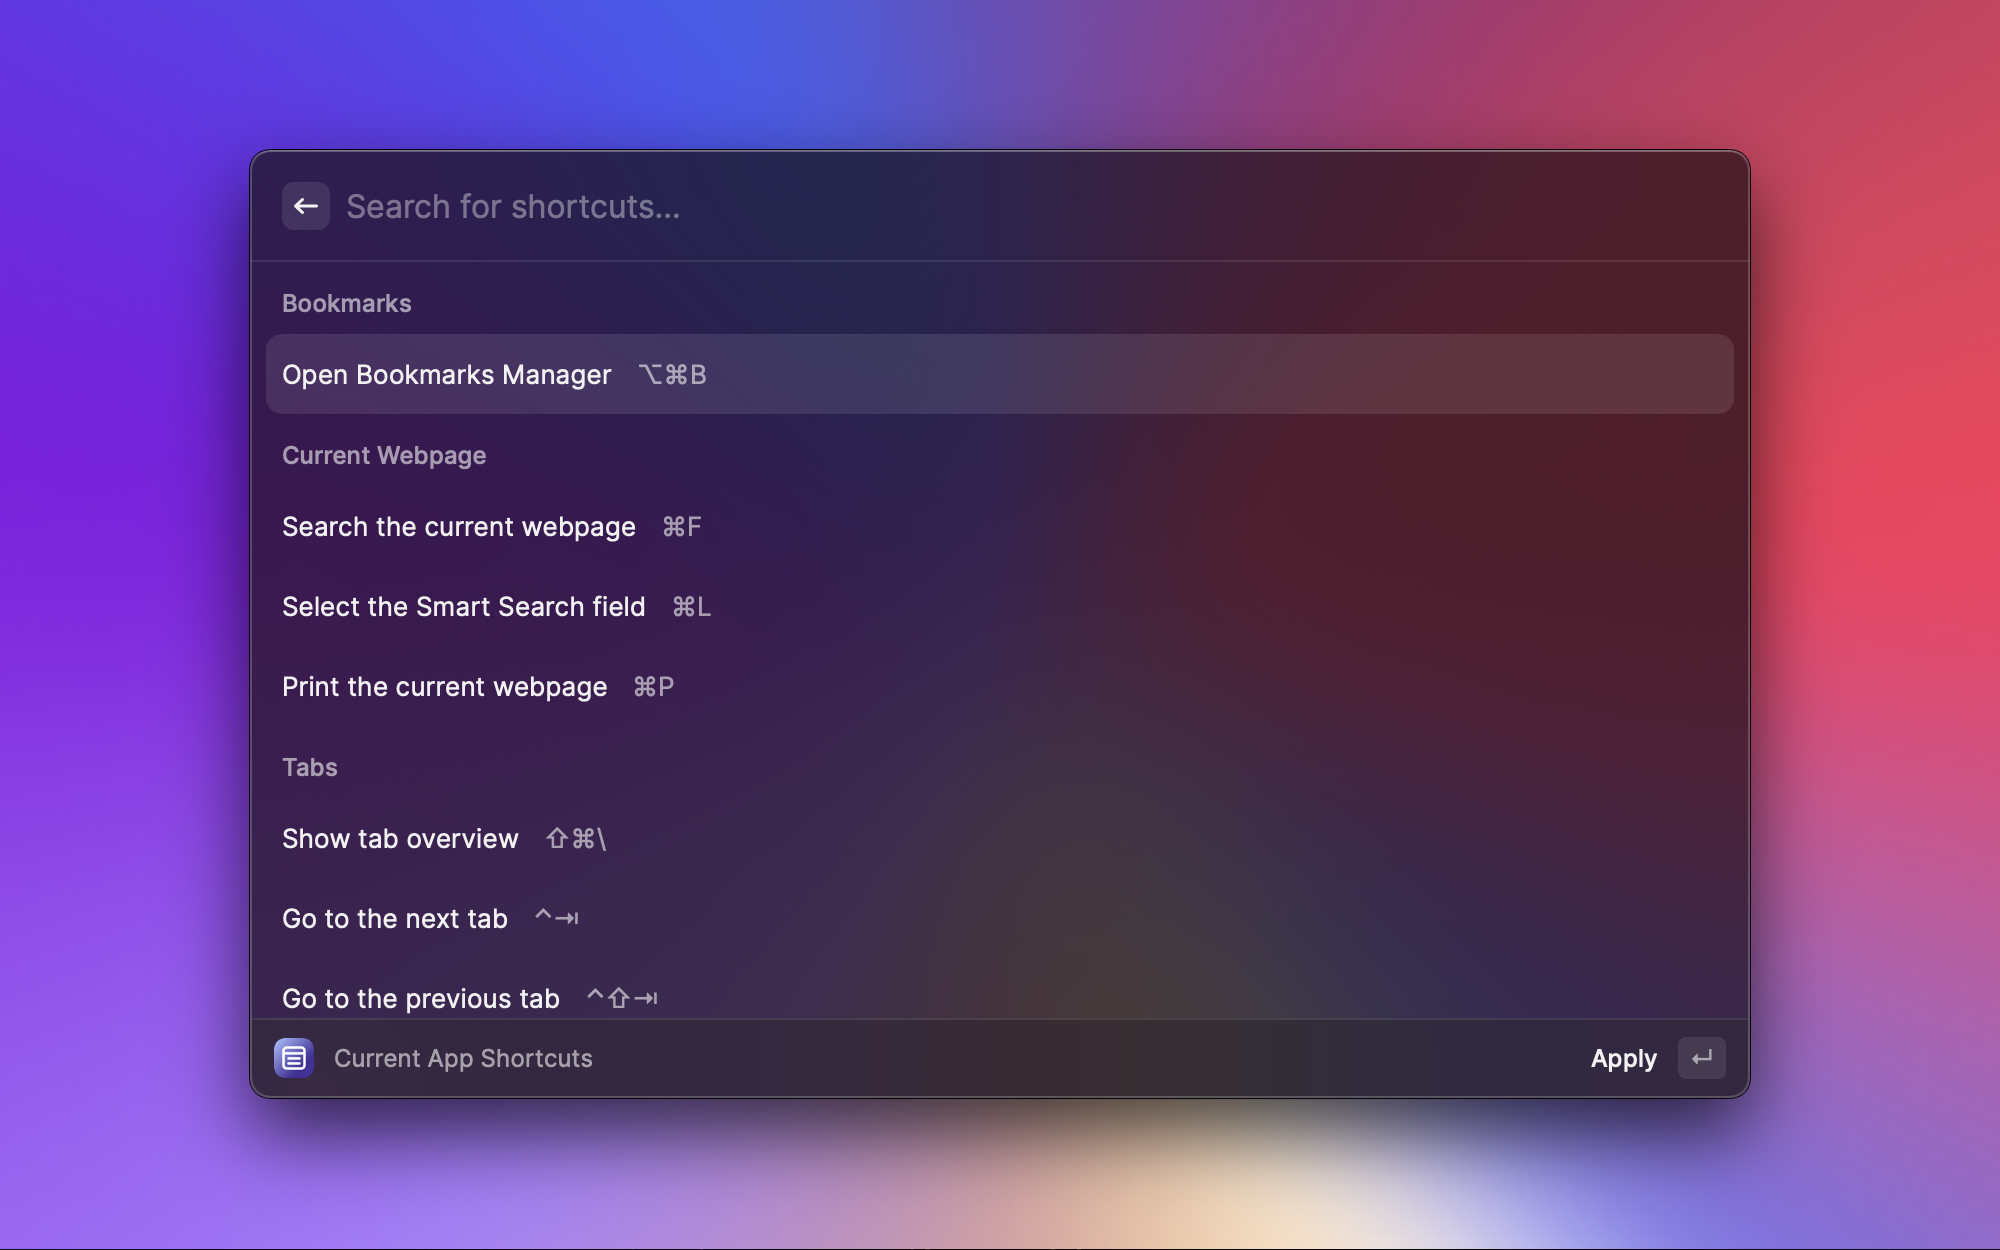 Search for shortcuts...
Bookmarks
Open Bookmarks Manager ⌥⌘B
Current Webpage
Search the current webpage ⌘F
Select the Smart Search field ⌘L
Print the current webpage ⌘P
Tabs
Show tab overview ⇧⌘\
Go to the next tab ^⇥
Go to the previous tab ^⇧⇥
Current App Shortcuts Apply ↵